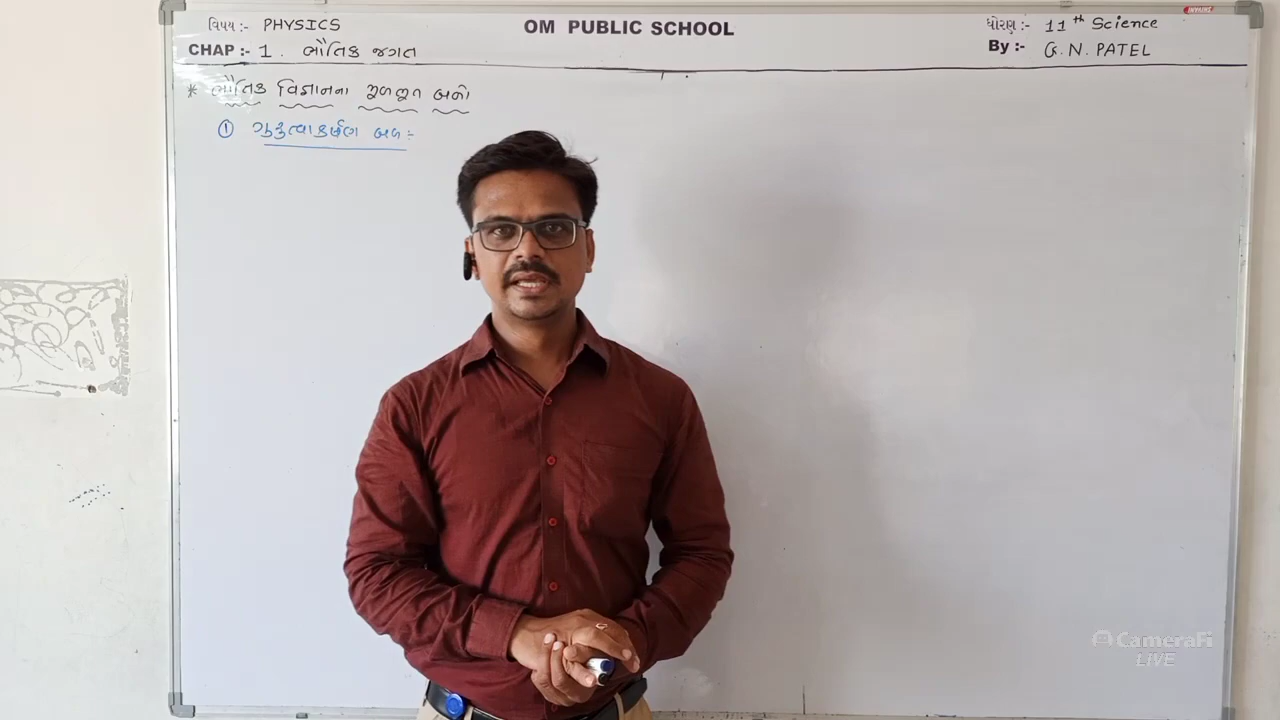 વિષય :- PHYSICS OM PUBLIC SCHOOL ધોરણ :- 11th Science
CHAP :- 1. ભૌતિક જગત By :- G. N. PATEL
* ભૌતિક વિજ્ઞાનના મૂળભૂત બળો
① ગુરુત્વાકર્ષણ બળ :-
CameraFi
LIVE